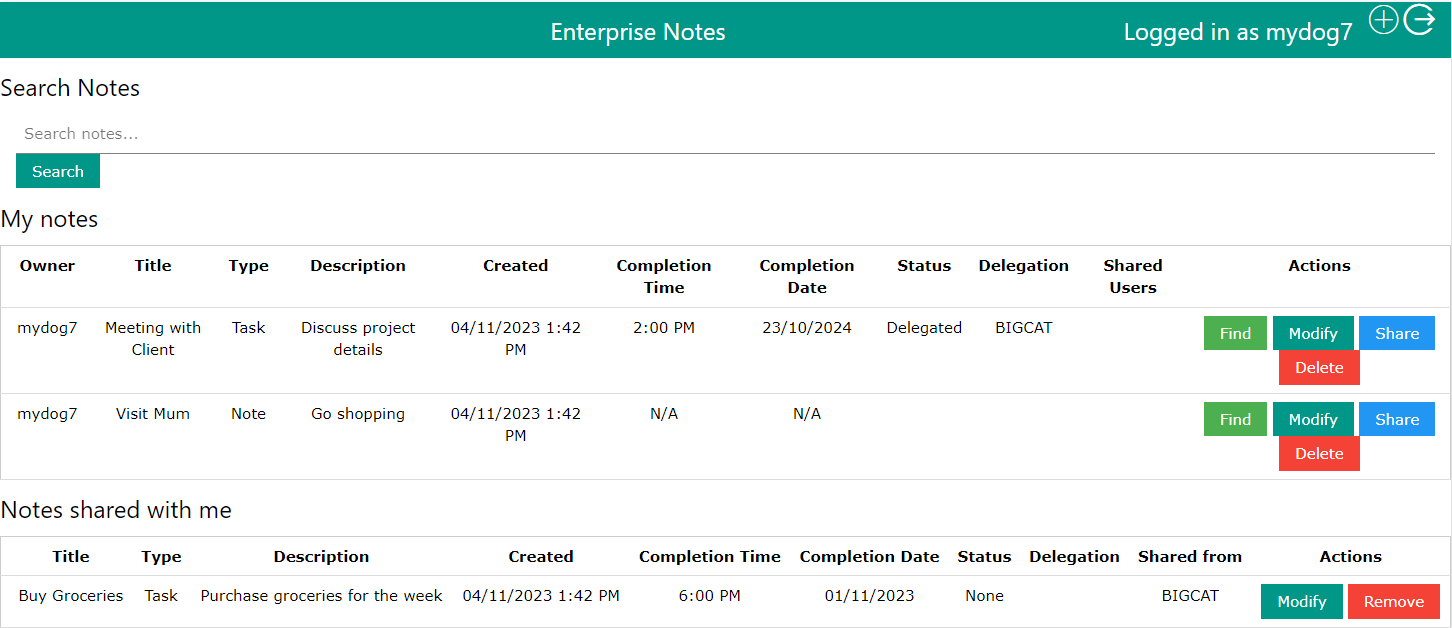 Enterprise Notes
Logged in as mydog7
Search Notes
Search notes...
Search
My notes
Owner Title Type Description Created Completion Time Completion Date Status Delegation Shared Users Actions
mydog7 Meeting with Client Task Discuss project details 04/11/2023 1:42 PM 2:00 PM 23/10/2024 Delegated BIGCAT Find Modify Share
Delete
mydog7 Visit Mum Note Go shopping 04/11/2023 1:42 PM N/A N/A Find Modify Share
Delete
Notes shared with me
Title Type Description Created Completion Time Completion Date Status Delegation Shared from Actions
Buy Groceries Task Purchase groceries for the week 04/11/2023 1:42 PM 6:00 PM 01/11/2023 None BIGCAT Modify Remove